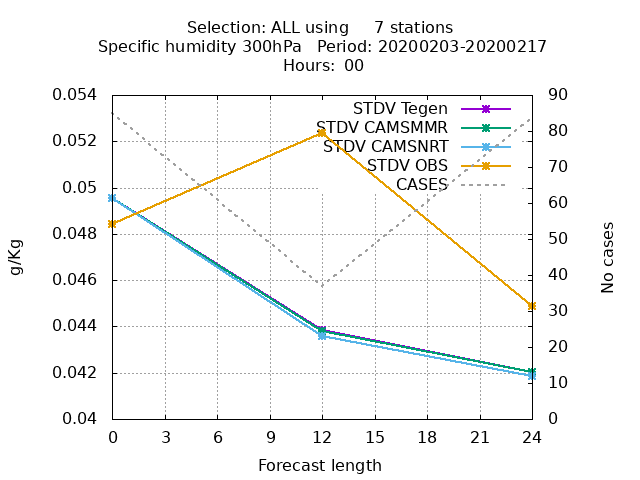 Selection: ALL using 7 stations
Specific humidity 300hPa Period: 20200203-20200217
Hours: 00
0.054
0.052
0.05
0.048
0.046
0.044
0.042
0.04
g/Kg
STDV Tegen
STDV CAMSMMR
STDV CAMSNRT
STDV OBS
CASES
90
80
70
60
50
40
30
20
10
0
No cases
0 3 6 9 12 15 18 21 24
Forecast length